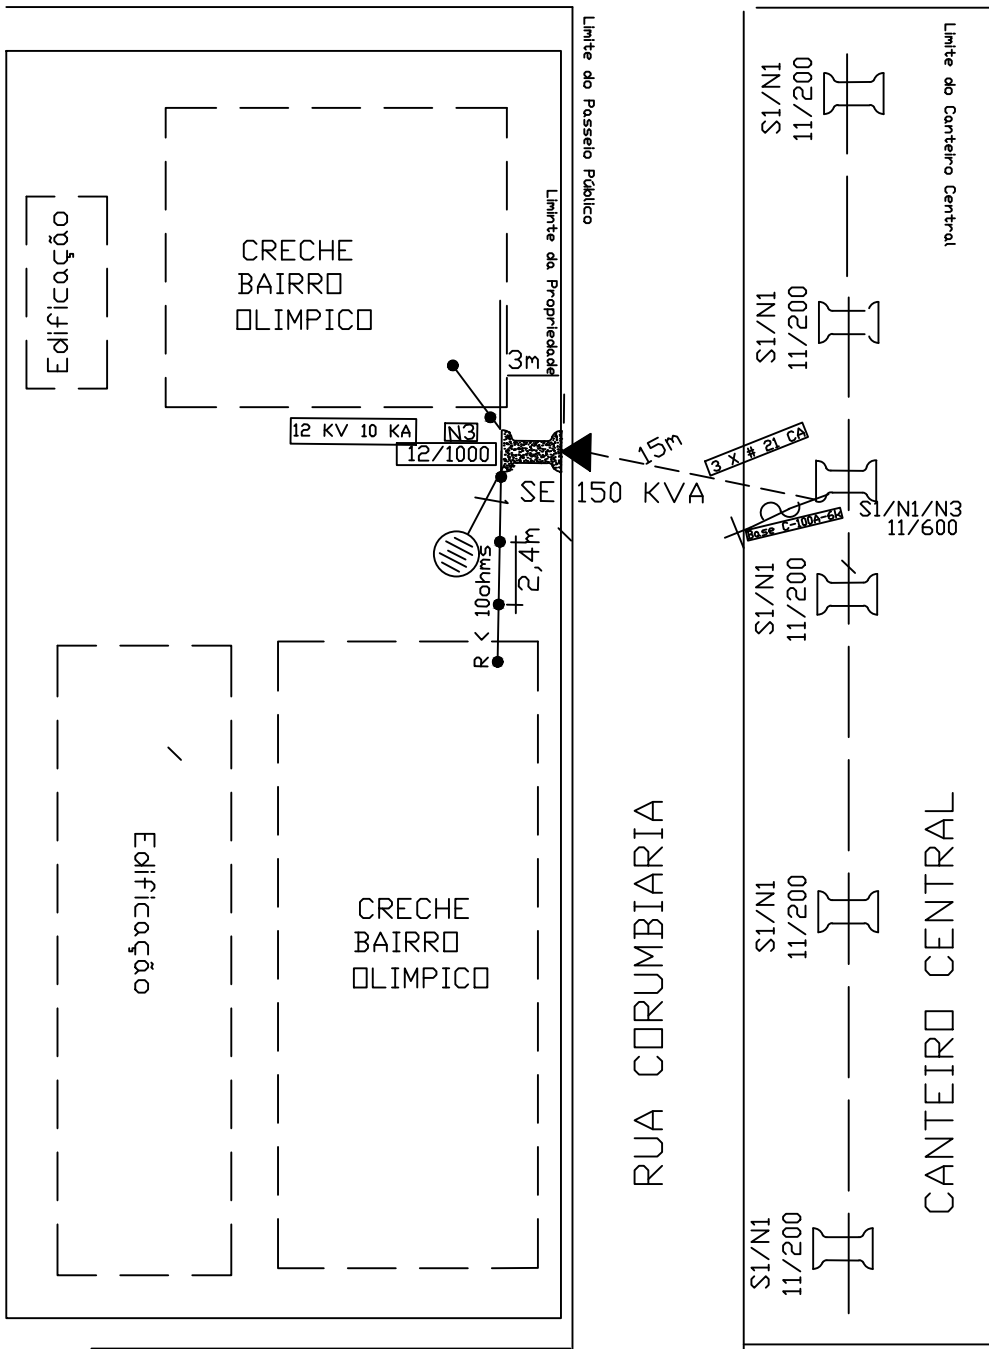 Limite do Passeio Público
Limite do Canteiro Central
S1/N1
11/200
Edificação
CRECHE
BAIRRO
OLIMPICO
Liminte da Propriedade
S1/N1
11/200
3m
12 KV 10 KA
N3
12/1000
15m
3 X # 21 CA
SE 150 KVA
Base C-100A-6k
S1/N1/N3
11/600
2,4m
R < 10ohms
S1/N1
11/200
Edificação
CRECHE
BAIRRO
OLIMPICO
RUA CORUMBIARIA
CANTEIRO CENTRAL
S1/N1
11/200
S1/N1
11/200